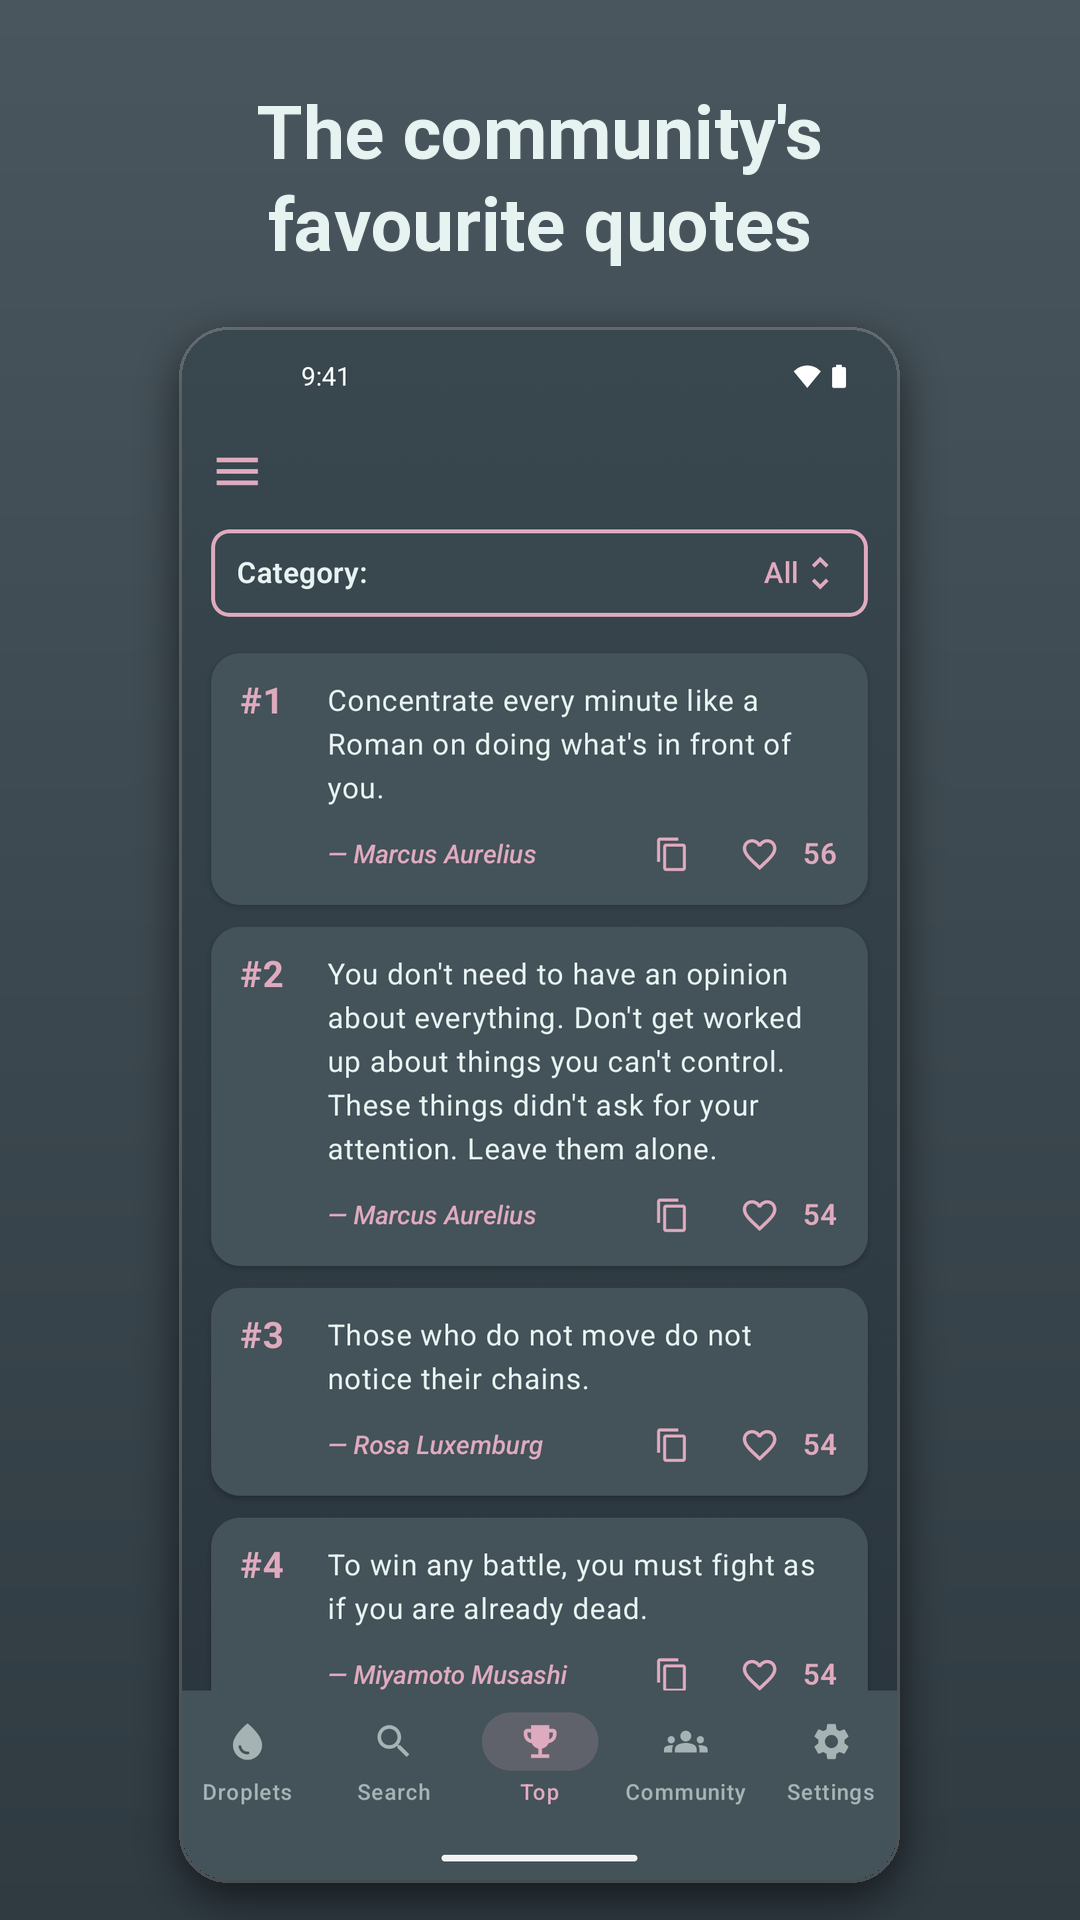 The community's
favourite quotes
9:41
Category:
All
#1
Concentrate every minute like a
Roman on doing what's in front of
you.
— Marcus Aurelius
56
#2
You don't need to have an opinion
about everything. Don't get worked
up about things you can't control.
These things didn't ask for your
attention. Leave them alone.
— Marcus Aurelius
54
#3
Those who do not move do not
notice their chains.
— Rosa Luxemburg
54
#4
To win any battle, you must fight as
if you are already dead.
— Miyamoto Musashi
54
Droplets
Search
Top
Community
Settings